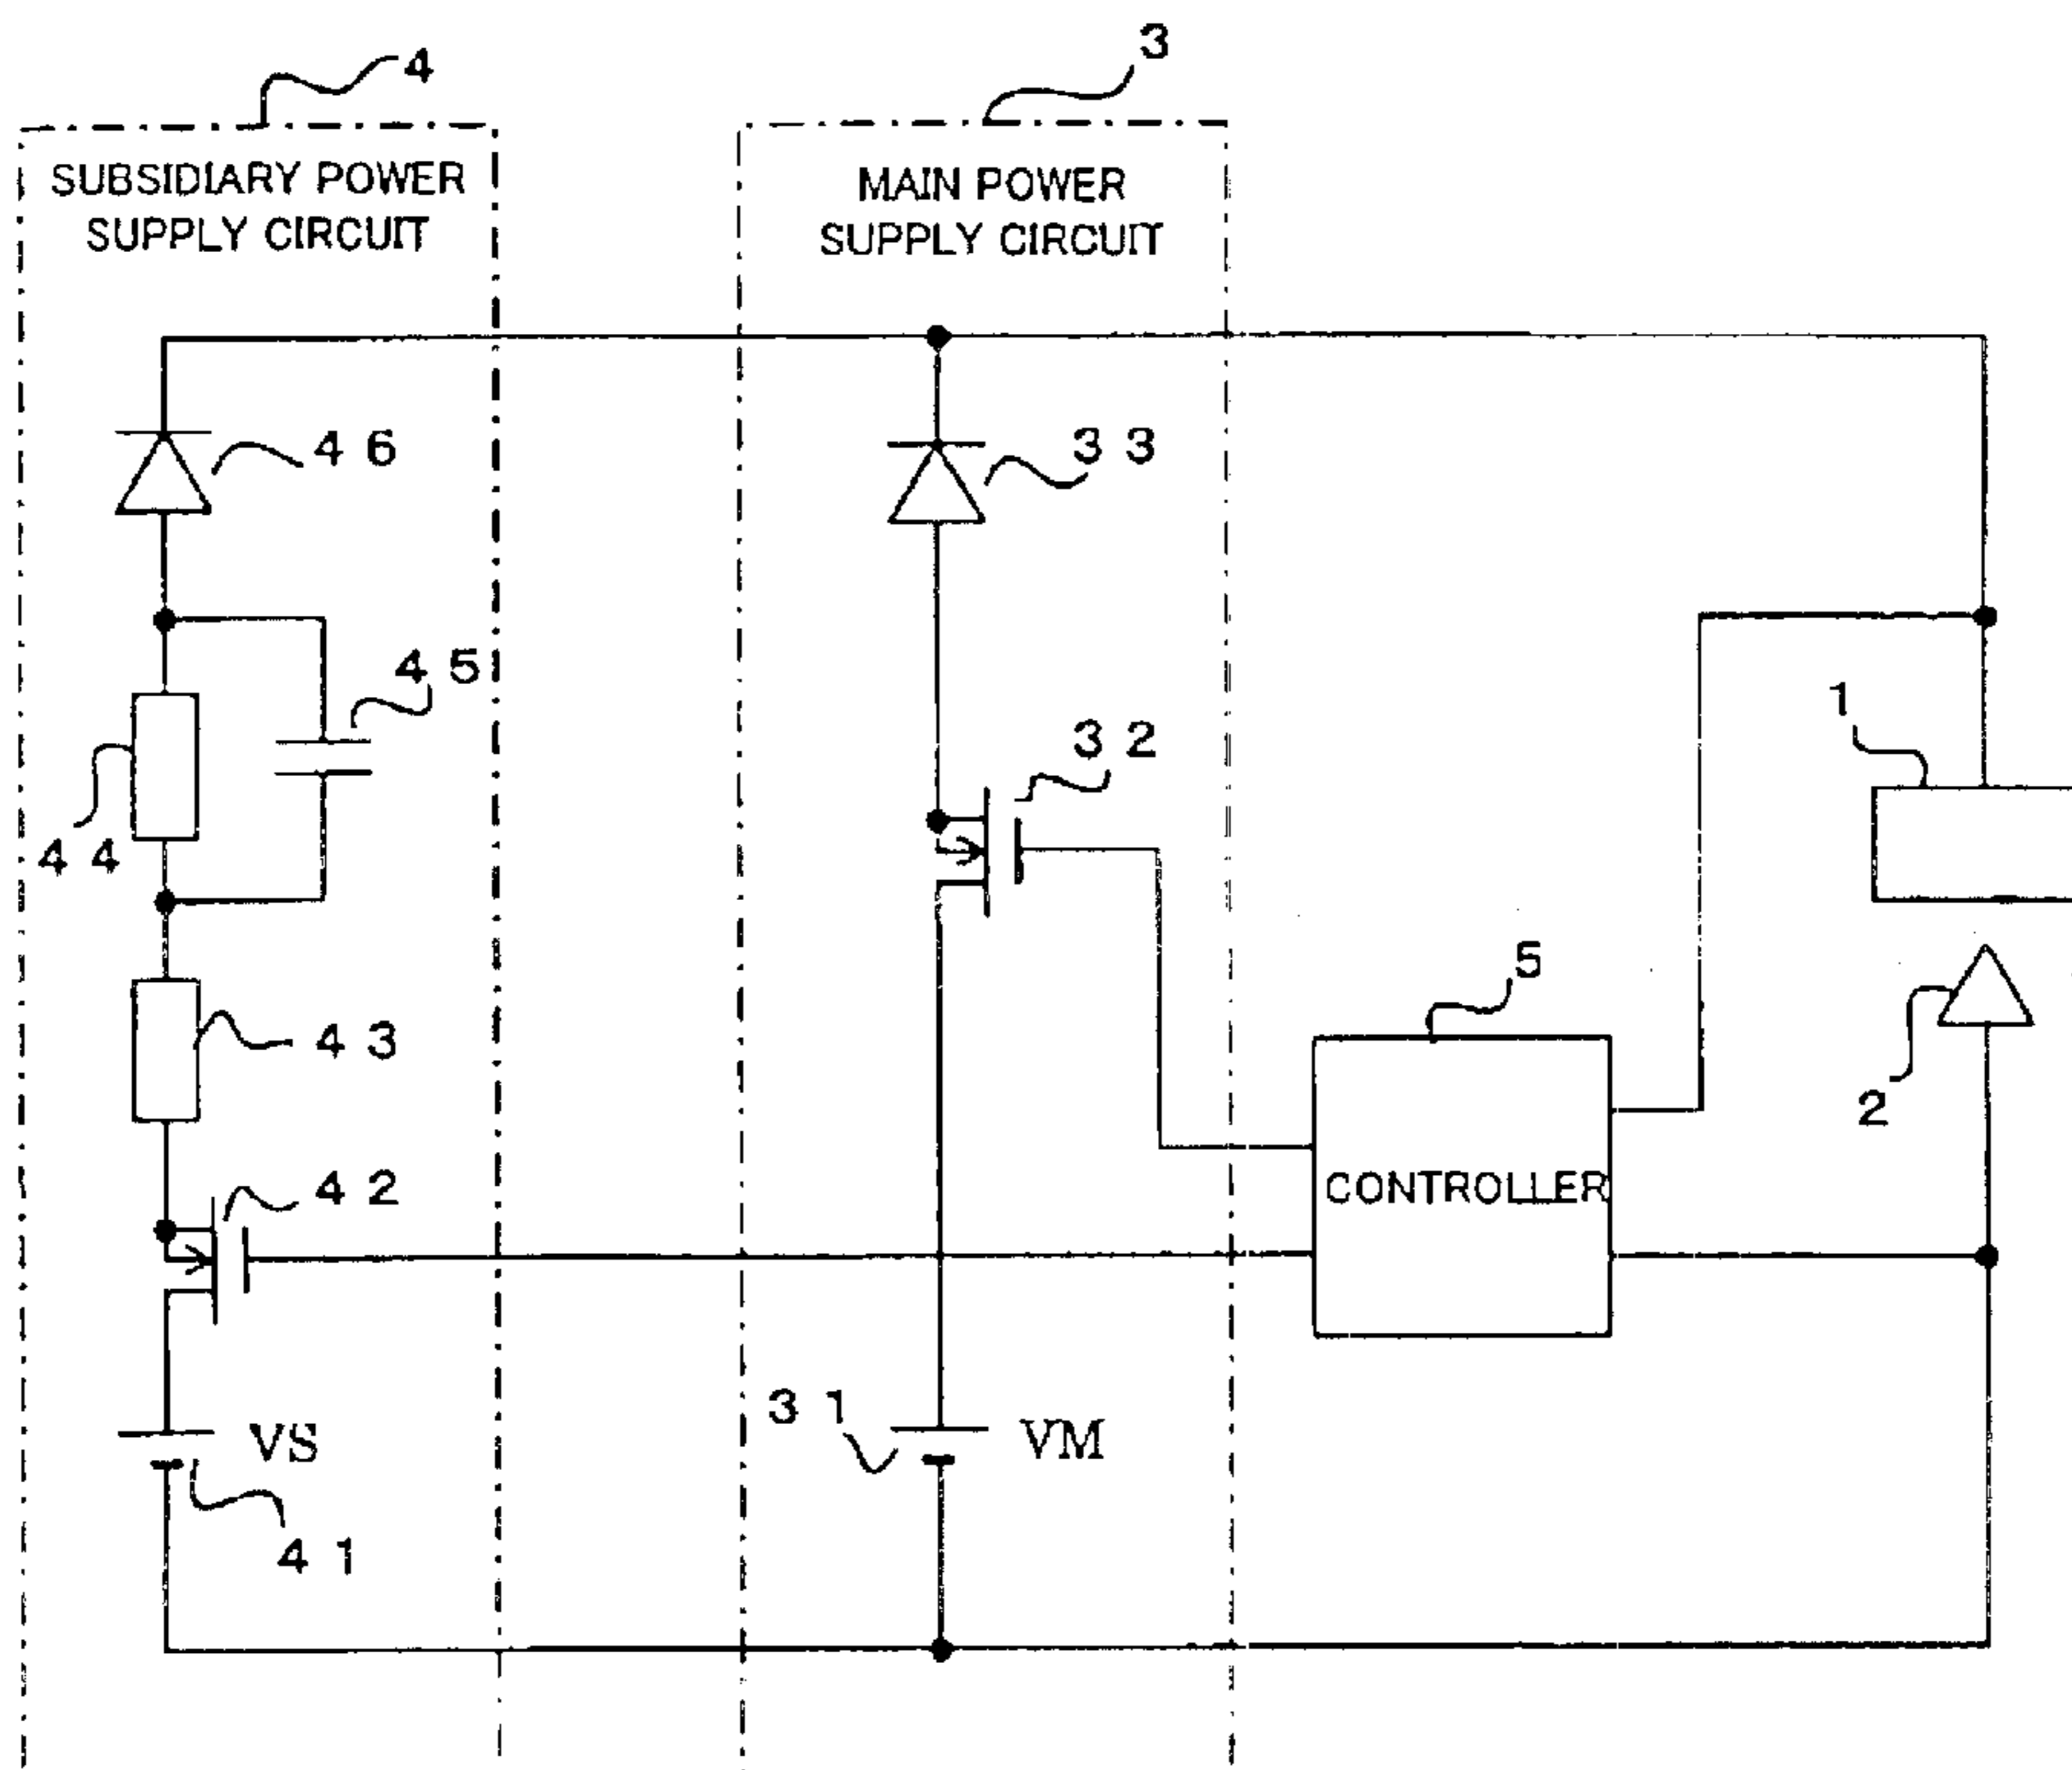 4
3
SUBSIDIARY POWER
SUPPLY CIRCUIT
MAIN POWER
SUPPLY CIRCUIT
46
33
45
1
32
44
5
43
2
42
CONTROLLER
31
VS
VM
41